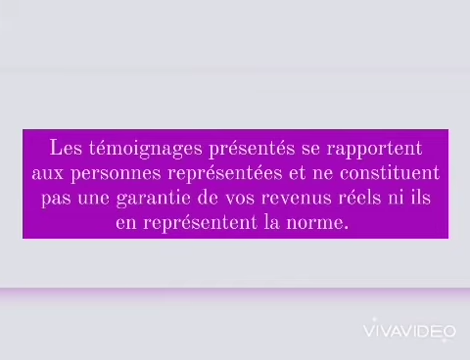 Les témoignages présentés se rapportent
aux personnes représentées et ne constituent
pas une garantie de vos revenus réels ni ils
en représentent la norme.
VIVAVIDEO